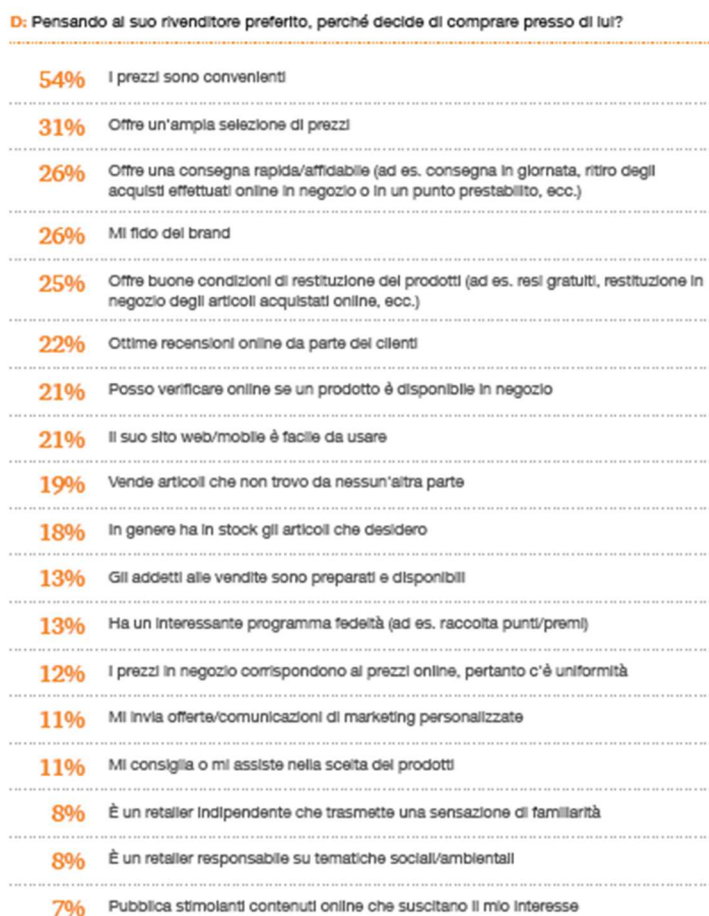 D: Pensando al suo rivenditore preferito, perché decide di comprare presso di lui?
54% I prezzi sono convenienti
31% Offre un'ampia selezione di prezzi
26% Offre una consegna rapida/affidabile (ad es. consegna in giornata, ritiro degli
acquisti effettuati online in negozio o in un punto prestabilito, ecc.)
26% Mi fido del brand
25% Offre buone condizioni di restituzione dei prodotti (ad es. resi gratuiti, restituzione in
negozio degli articoli acquistati online, ecc.)
22% Ottime recensioni online da parte dei clienti
21% Posso verificare online se un prodotto è disponibile in negozio
21% Il suo sito web/mobile è facile da usare
19% Vende articoli che non trovo da nessun'altra parte
18% In genere ha in stock gli articoli che desidero
13% Gli addetti alle vendite sono preparati e disponibili
13% Ha un interessante programma fedeltà (ad es. raccolta punti/premi)
12% I prezzi in negozio corrispondono ai prezzi online, pertanto c'è uniformità
11% Mi invia offerte/comunicazioni di marketing personalizzate
11% Mi consiglia o mi assiste nella scelta dei prodotti
8% È un retailer indipendente che trasmette una sensazione di familiarità
8% È un retailer responsabile su tematiche sociali/ambientali
7% Pubblica stimolanti contenuti online che suscitano il mio interesse